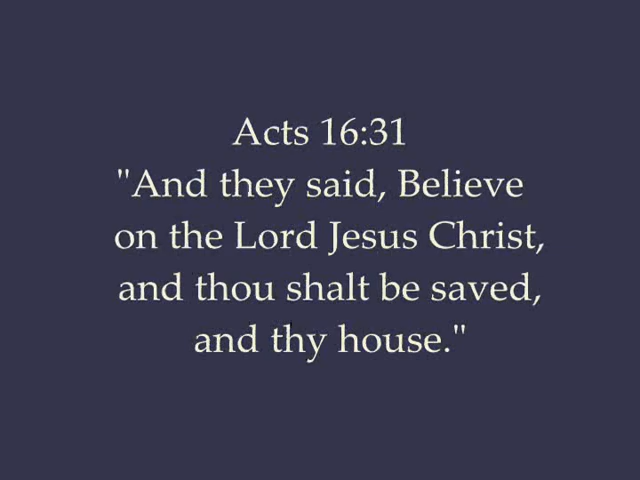 Acts 16:31
"And they said, Believe
on the Lord Jesus Christ,
and thou shalt be saved,
and thy house."